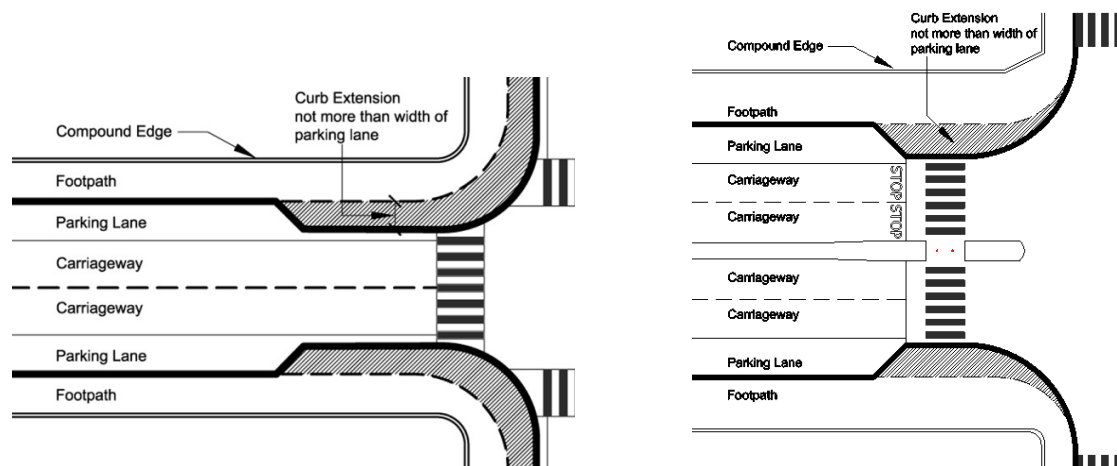 Curb Extension
not more than width of
parking lane
Compound Edge
Footpath
Parking Lane
Carriageway
Carriageway
Parking Lane
Footpath
Curb Extension
not more than width of
parking lane
Compound Edge
Footpath
Parking Lane
Carriageway
STOP
Carriageway
STOP
Carriageway
Carriageway
Parking Lane
Footpath